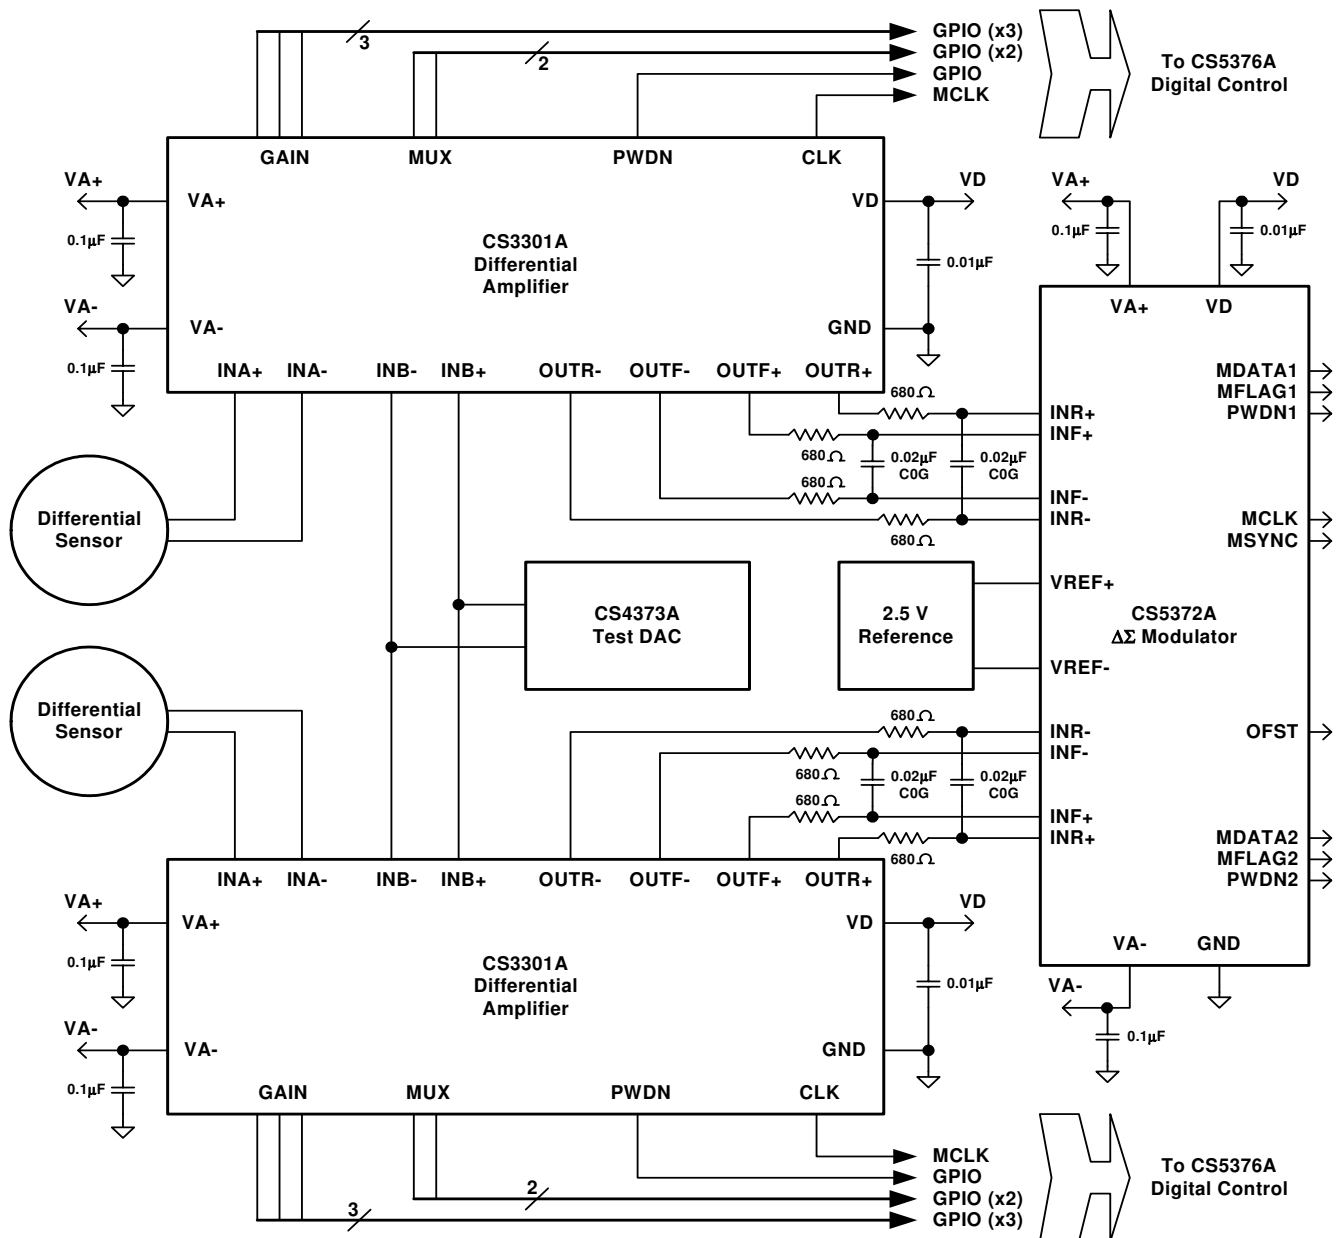 3
GPIO (x3)
2
GPIO (x2)
GPIO
MCLK
To CS5376A
Digital Control
GAIN
MUX
PWDN
CLK
VA+
VA+
0.1µF
VD
VD
0.01µF
CS3301A
Differential
Amplifier
VA-
VA-
0.1µF
GND
INA+
INA-
INB-
INB+
OUTR-
OUTF-
OUTF+
OUTR+
VA+
0.1µF
VD
0.01µF
VA+
VD
680Ω
680Ω
0.02µF
C0G
0.02µF
C0G
680Ω
680Ω
INR+
INF+
INF-
INR-
MDATA1
MFLAG1
PWDN1
MCLK
MSYNC
Differential
Sensor
CS4373A
Test DAC
2.5 V
Reference
VREF+
VREF-
CS5372A
ΔΣ Modulator
Differential
Sensor
680Ω
680Ω
0.02µF
C0G
0.02µF
C0G
680Ω
680Ω
INR-
INF-
INF+
INR+
OFST
MDATA2
MFLAG2
PWDN2
INA+
INA-
INB-
INB+
OUTR-
OUTF-
OUTF+
OUTR+
VA+
VA+
0.1µF
VD
VD
0.01µF
CS3301A
Differential
Amplifier
VA-
VA-
0.1µF
GND
VA-
GND
VA-
0.1µF
GAIN
MUX
PWDN
CLK
MCLK
GPIO
2
GPIO (x2)
3
GPIO (x3)
To CS5376A
Digital Control